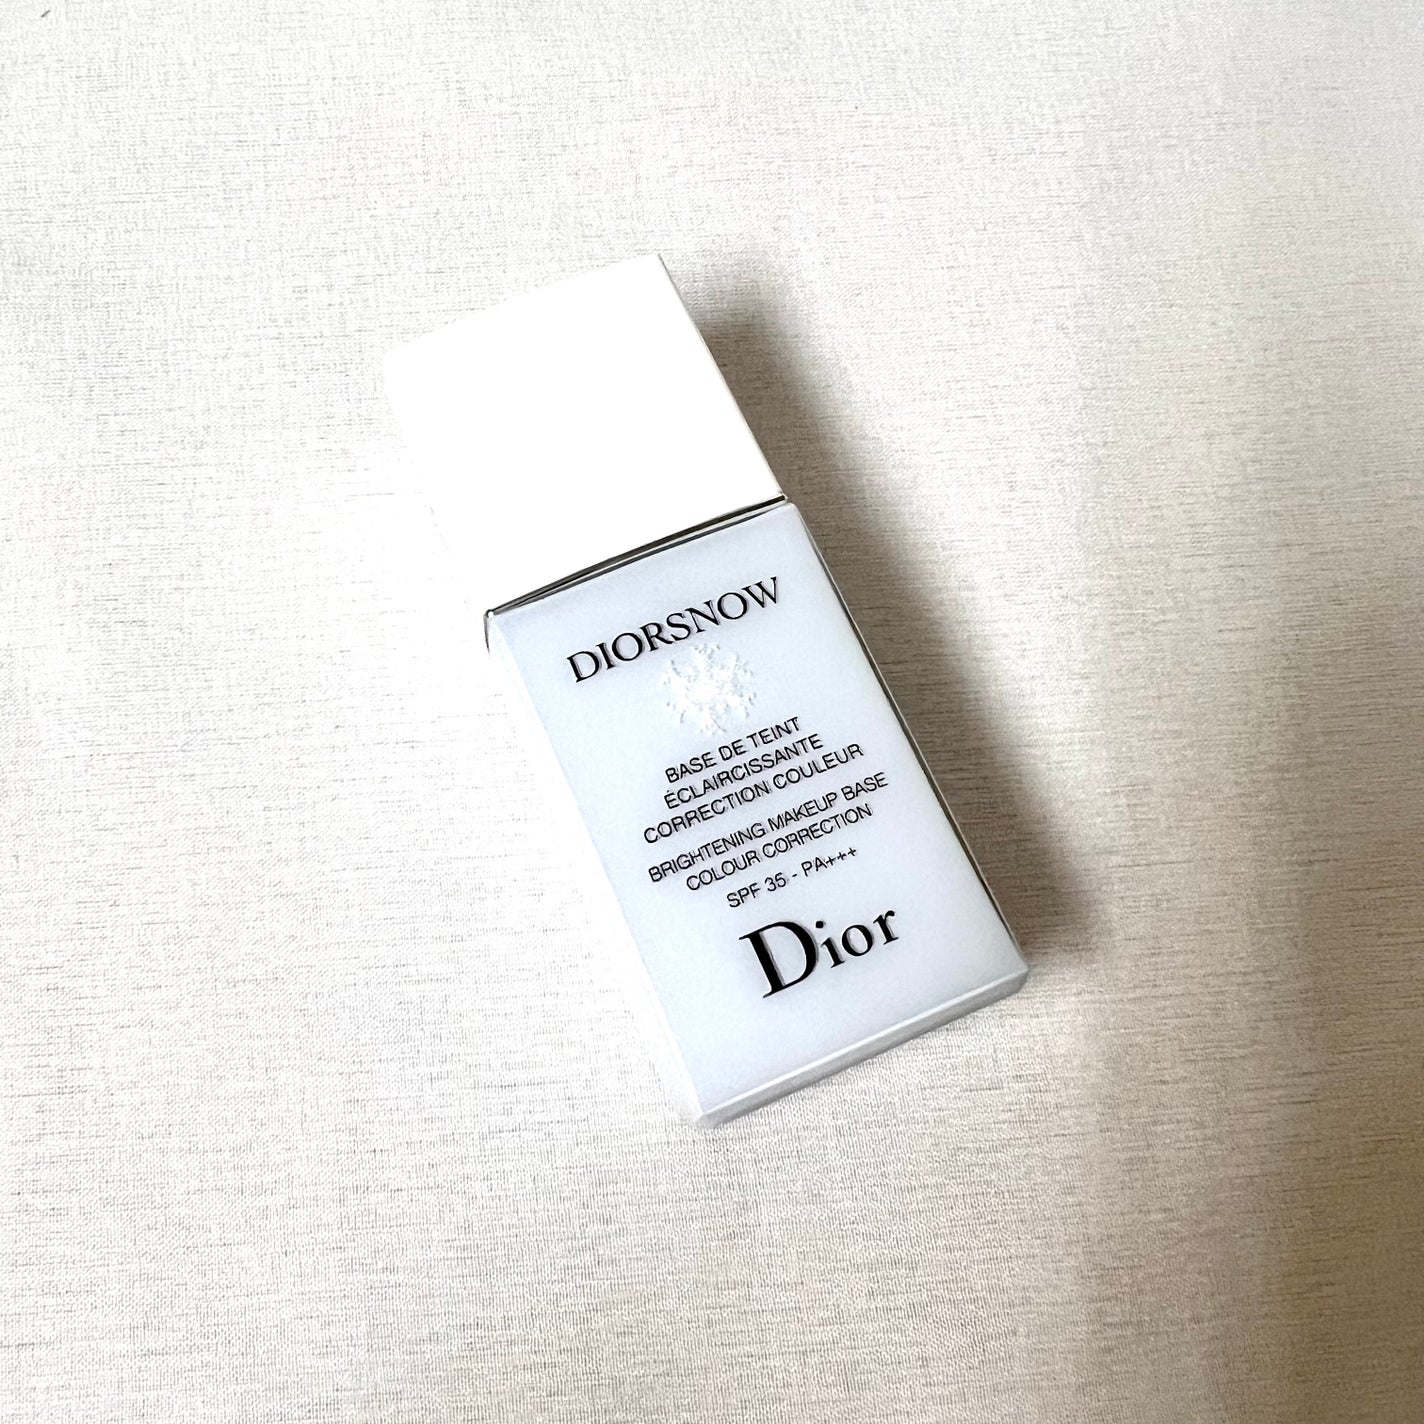 DIORSNOW
BASE DE TEINT
ÉCLAIRCISSANTE
CORRECTION COULEUR
BRIGHTENING MAKEUP BASE
COLOUR CORRECTION
SPF 35 - PA+++
Dior